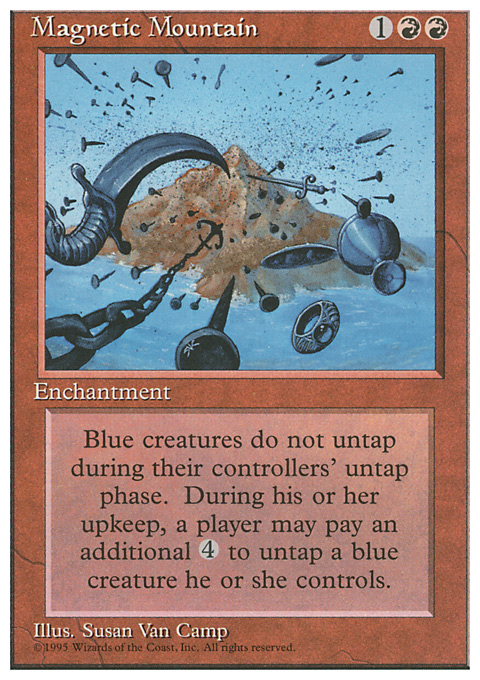 Magnetic Mountain 1
Enchantment
Blue creatures do not untap
during their controllers' untap
phase. During his or her
upkeep, a player may pay an
additional 4 to untap a blue
creature he or she controls.
Illus. Susan Van Camp
©1995 Wizards of the Coast, Inc. All rights reserved.